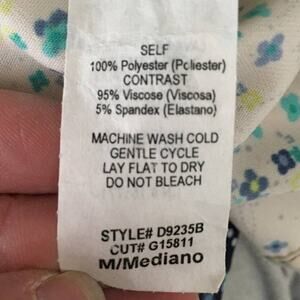 SELF
100% Polyester (Poliester)
CONTRAST
95% Viscose (Viscosa)
5% Spandex (Elastano)
MACHINE WASH COLD
GENTLE CYCLE
LAY FLAT TO DRY
DO NOT BLEACH
STYLE# D9235B
CUT# G15811
M/Mediano